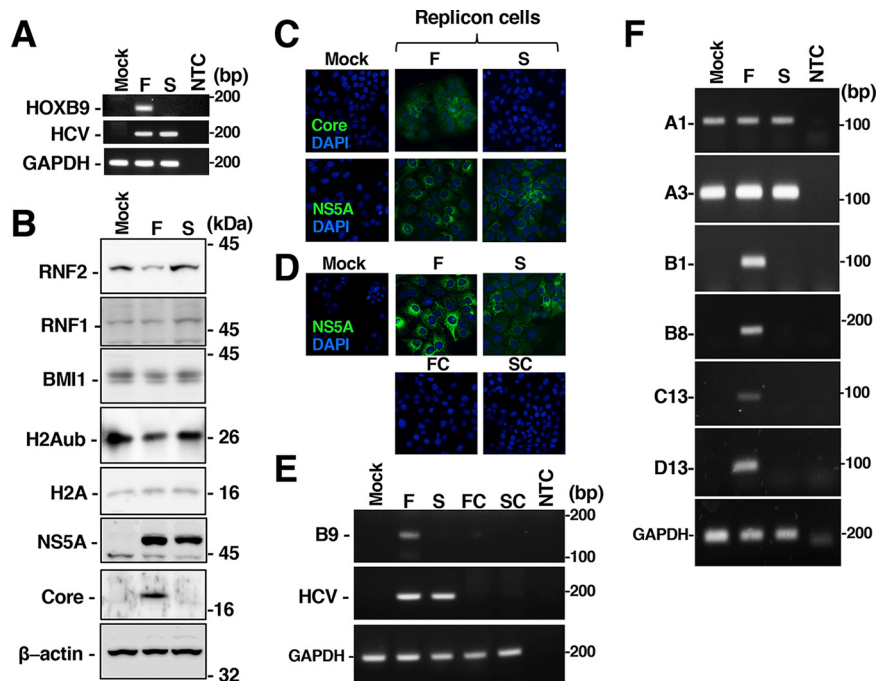 A
Mock F S NTC (bp)
HOXB9 - -200
HCV - -200
GAPDH - -200
B
Mock F S (kDa)
RNF2 - 45
RNF1 - 45
BMI1 45
H2Aub - 26
H2A - 16
NS5A 45
Core -16
β–actin 32
C
Replicon cells
Mock F S
Core
DAPI
NS5A
DAPI
D
Mock F S
NS5A
DAPI
FC SC
E
Mock F S FC SC NTC (bp)
B9 - -200
-100
HCV - -200
GAPDH- -200
F
Mock F S NTC
(bp)
A1- -100
A3- -100
B1- -100
B8- -200
C13- -100
D13- -100
GAPDH- -200